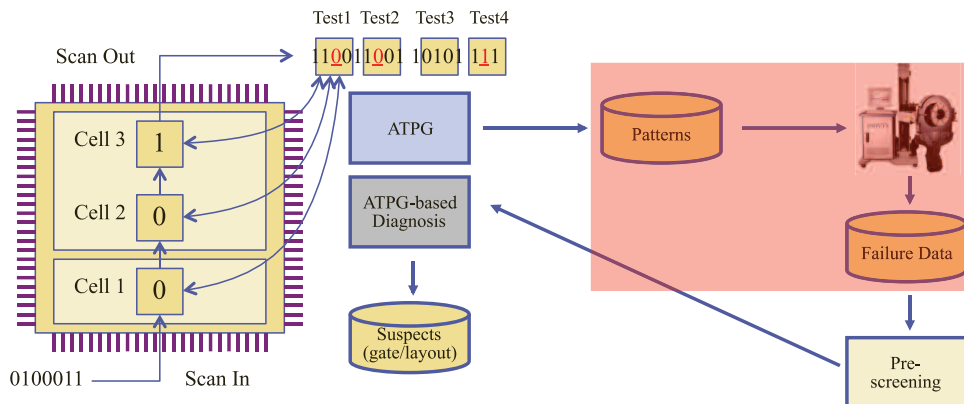 Test1 Test2 Test3 Test4
Scan Out
11001 1001 10101 111
Cell 3 1
ATPG
Patterns
Cell 2 0
ATPG-based
Diagnosis
Cell 1 0
Failure Data
Suspects
(gate/layout)
Pre-
screening
0100011 Scan In